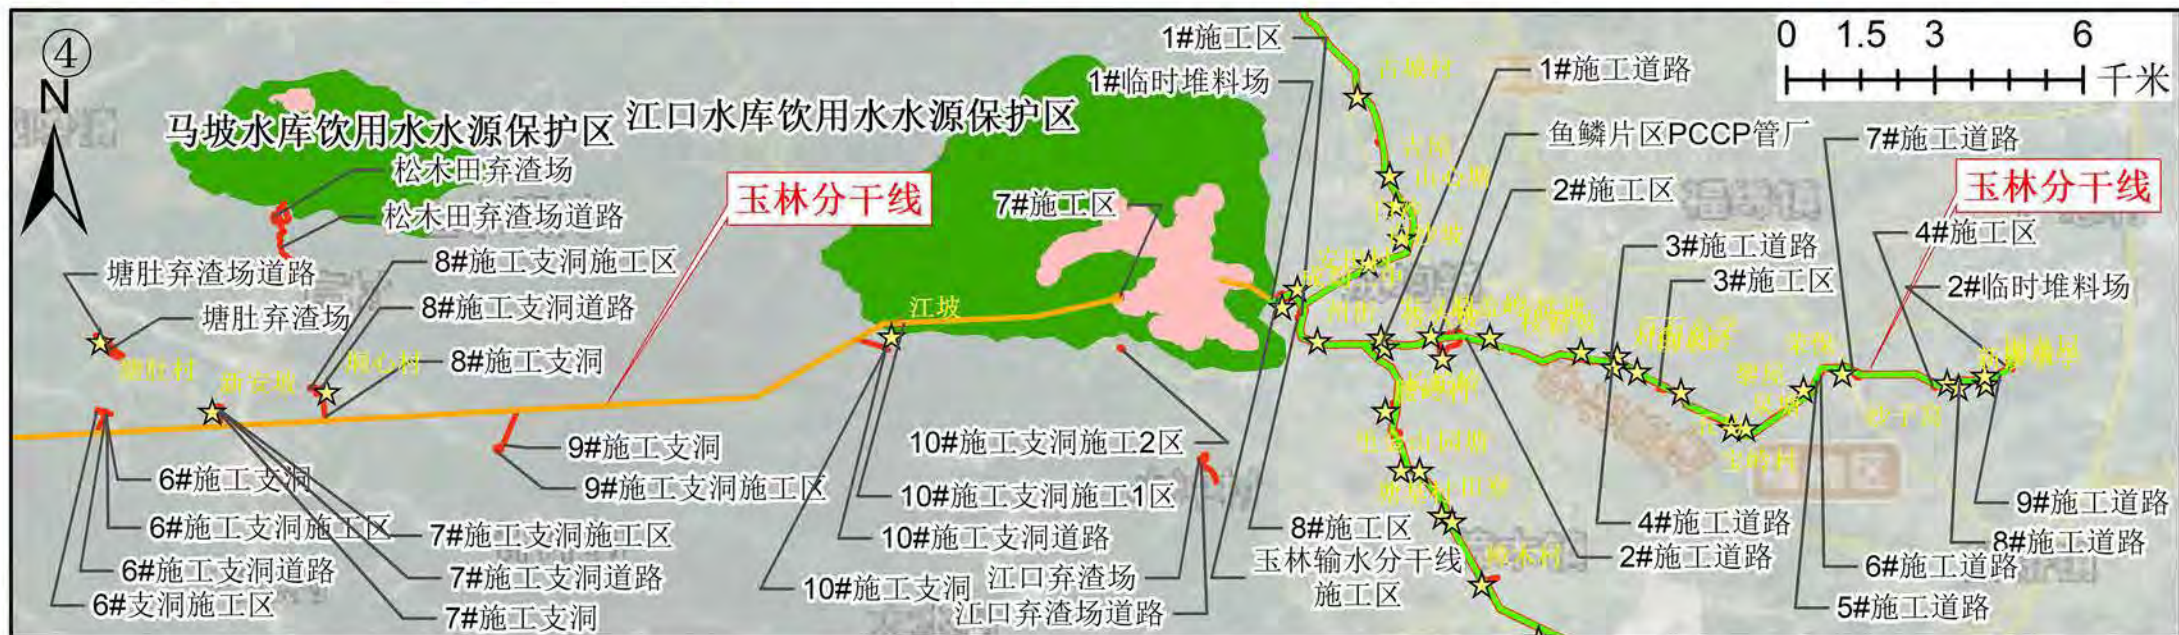 ④
N
马坡水库饮用水水源保护区
江口水库饮用水水源保护区
1#施工区
1#临时堆料场
0 1.5 3 6
千米
1#施工道路
鱼鳞片区PCCP管厂
7#施工道路
松木田弃渣场
松木田弃渣场道路
玉林分干线
7#施工区
2#施工区
玉林分干线
3#施工道路
4#施工区
3#施工区
2#临时堆料场
塘肚弃渣场道路
塘肚弃渣场
8#施工支洞施工区
8#施工支洞道路
8#施工支洞
江坡
古城村
塘肚村
新安坡
樟木村
9#施工支洞
9#施工支洞施工区
10#施工支洞施工2区
10#施工支洞施工1区
10#施工支洞道路
10#施工支洞
6#施工支洞
6#施工支洞施工区
6#施工支洞道路
6#支洞施工区
7#施工支洞施工区
7#施工支洞道路
7#施工支洞
江口弃渣场
江口弃渣场道路
8#施工区
玉林输水分干线
施工区
4#施工道路
2#施工道路
9#施工道路
8#施工道路
6#施工道路
5#施工道路